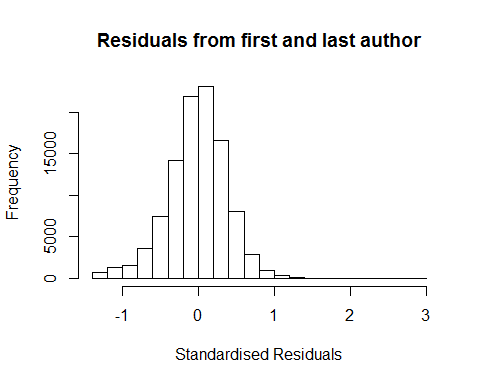 Residuals from first and last author
Frequency
15000
5000
0
-1 0 1 2 3
Standardised Residuals